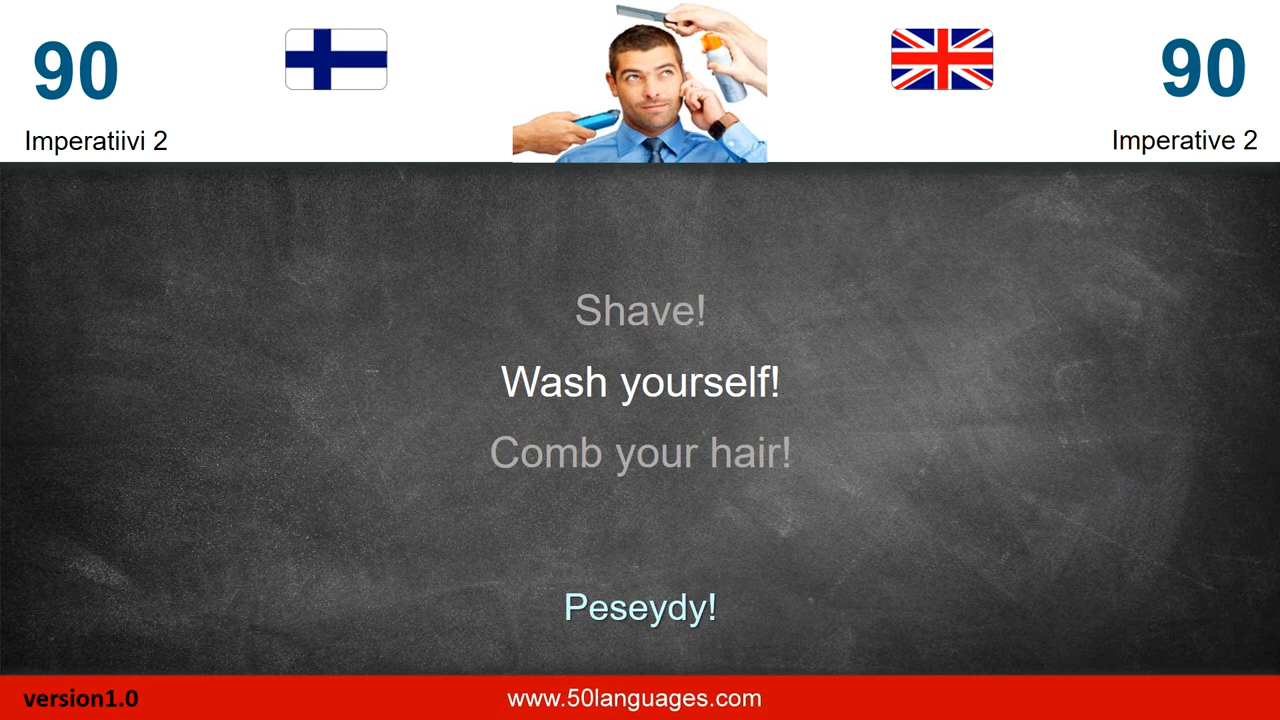 90
90
Imperatiivi 2
Imperative 2
Shave!
Wash yourself!
Comb your hair!
Peseydy!
version1.0
www.50languages.com